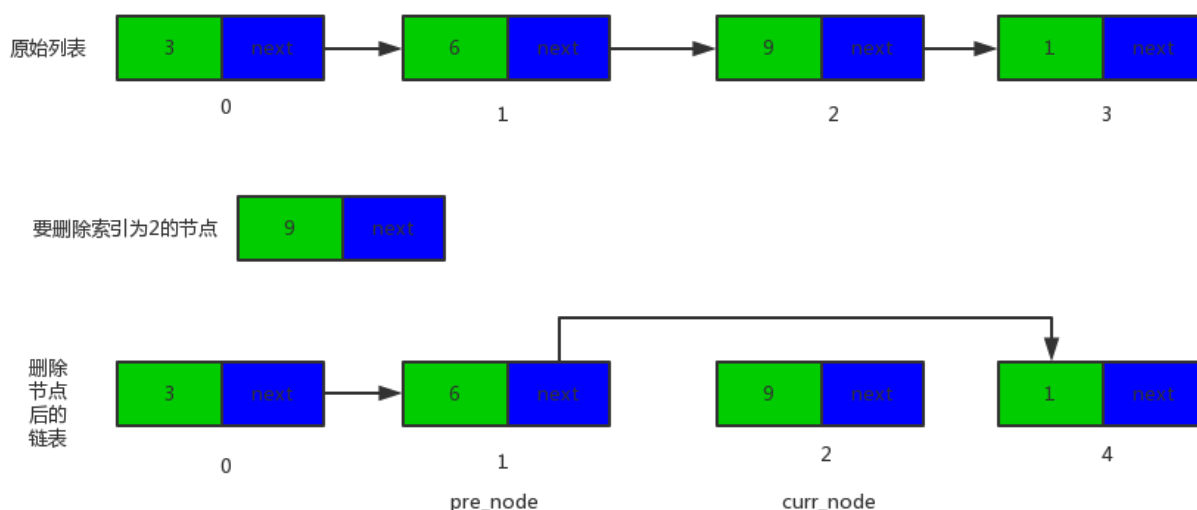 原始列表 3 next 6 next 9 next 1 next
0 1 2 3
要删除索引为2的节点 9 next
删除
节点
后的
链表
3 next 6 next 9 next 1 next
0 1 2 4
pre_node curr_node